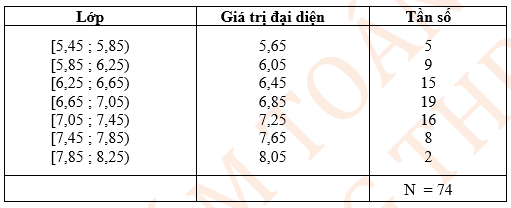 Lớp Giá trị đại diện Tần số
[5,45 ; 5,85) 5,65 5
[5,85 ; 6,25) 6,05 9
[6,25 ; 6,65) 6,45 15
[6,65 ; 7,05) 6,85 19
[7,05 ; 7,45) 7,25 16
[7,45 ; 7,85) 7,65 8
[7,85 ; 8,25) 8,05 2
N = 74